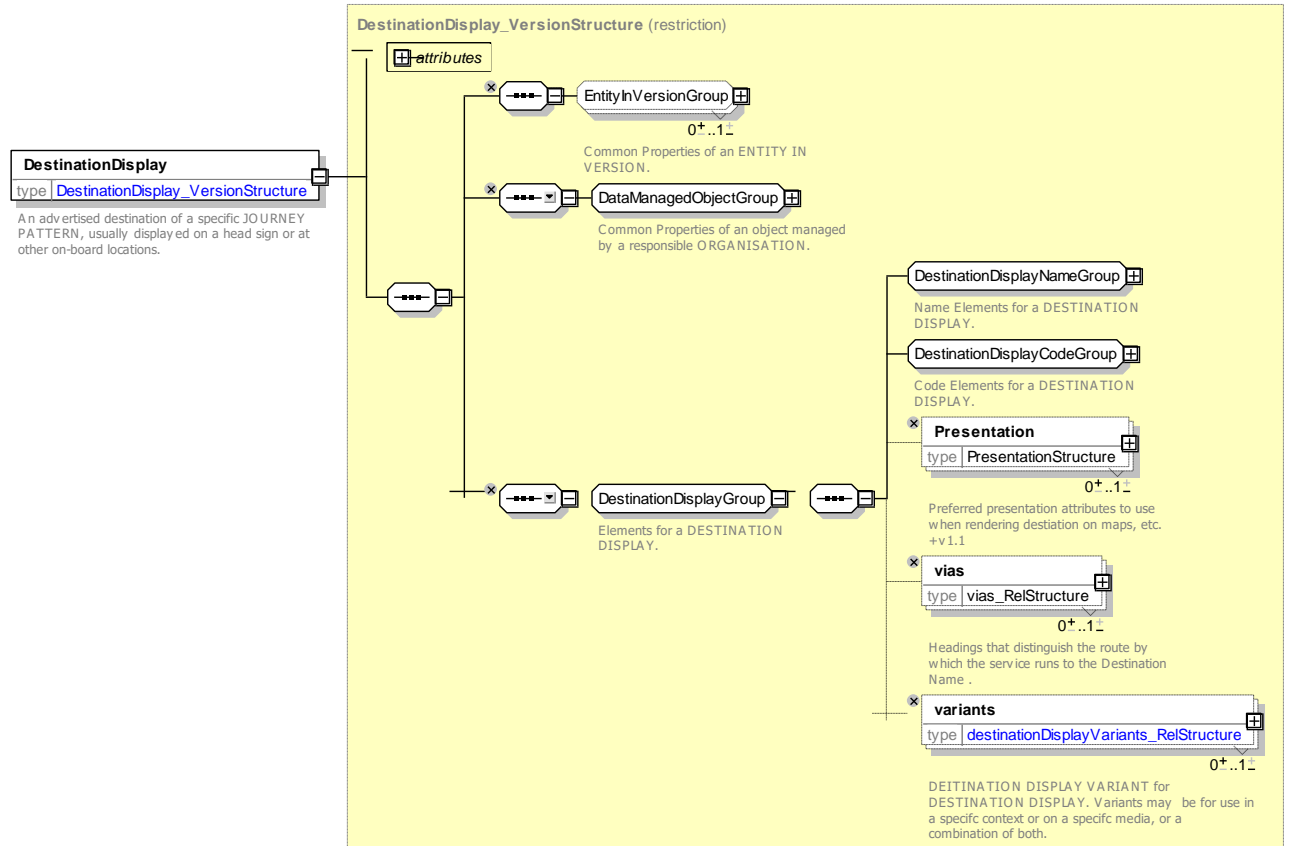 DestinationDisplay_VersionStructure (restriction)
attributes
EntityInVersionGroup
0..1
Common Properties of an ENTITY IN
VERSION.
DestinationDisplay
type DestinationDisplay_VersionStructure
An advertised destination of a specific JOURNEY
PATTERN, usually displayed on a head sign or at
other on-board locations.
DataManagedObjectGroup
Common Properties of an object managed
by a responsible ORGANISATION.
DestinationDisplayGroup
Elements for a DESTINATION
DISPLAY.
DestinationDisplayNameGroup
Name Elements for a DESTINATION
DISPLAY.
DestinationDisplayCodeGroup
Code Elements for a DESTINATION
DISPLAY.
Presentation
type PresentationStructure
0..1
Preferred presentation attributes to use
when rendering destiation on maps, etc.
+v1.1
vias
type vias_RelStructure
0..1
Headings that distinguish the route by
which the service runs to the Destination
Name .
variants
type destinationDisplayVariants_RelStructure
0..1
DEITINATION DISPLAY VARIANT for
DESTINATION DISPLAY. Variants may be for use in
a specifc context or on a specifc media, or a
combination of both.